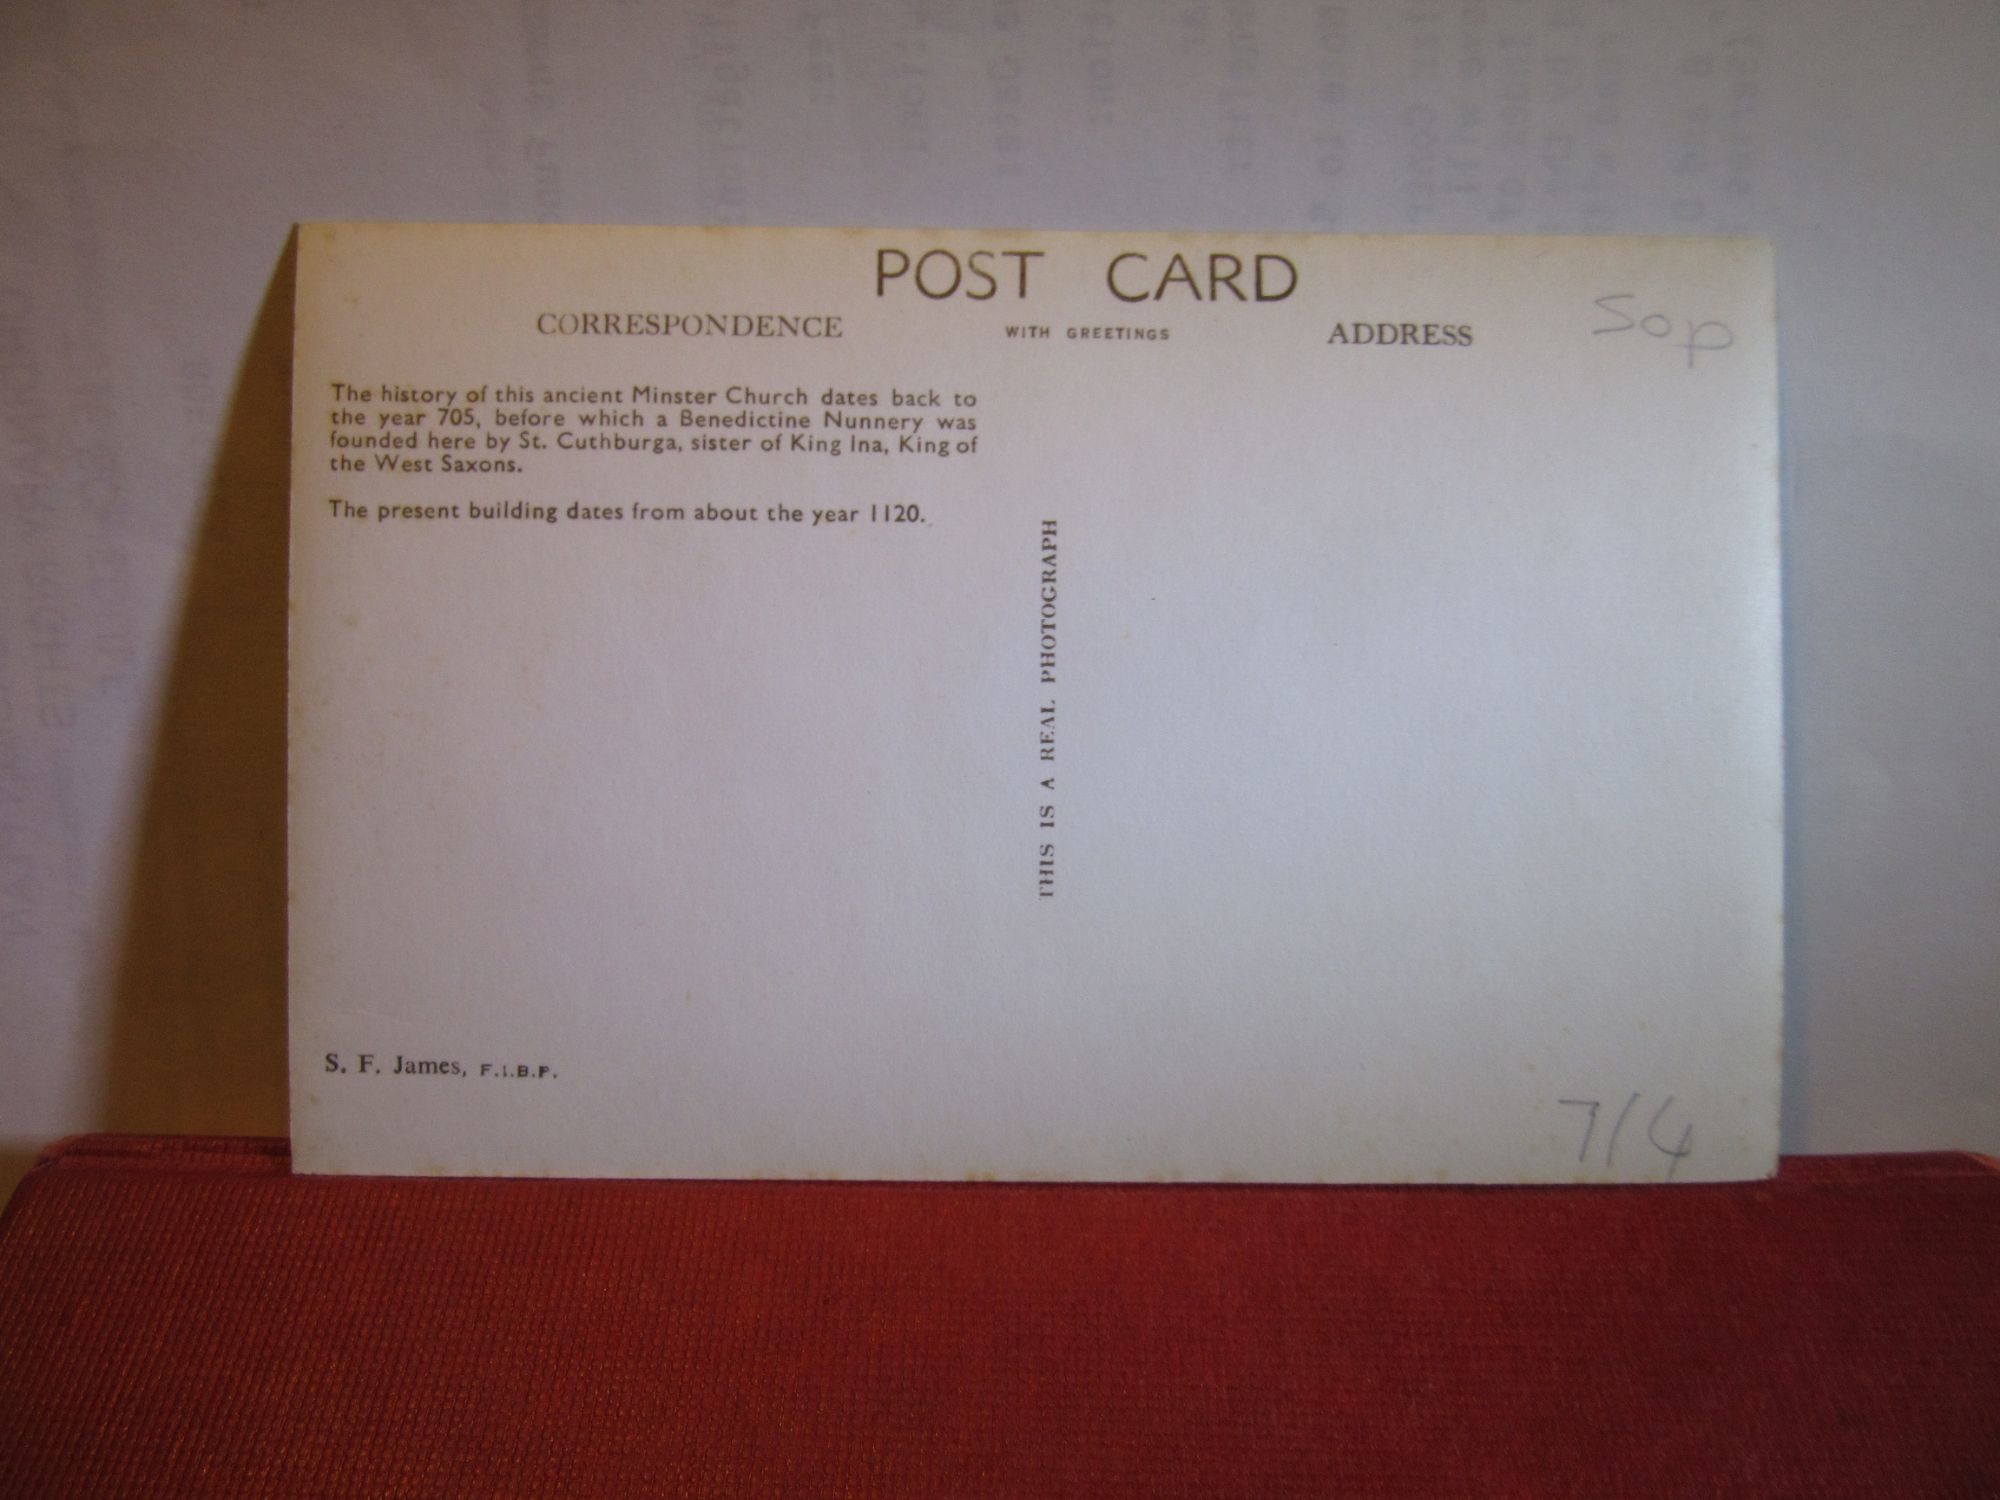 POST CARD
CORRESPONDENCE
WITH GREETINGS
ADDRESS
50p
The history of this ancient Minster Church dates back to
the year 705, before which a Benedictine Nunnery was
founded here by St. Cuthburga, sister of King Ina, King of
the West Saxons.
The present building dates from about the year 1120.
THIS IS A REAL PHOTOGRAPH
S. F. James, F.I.B.P.
7/4